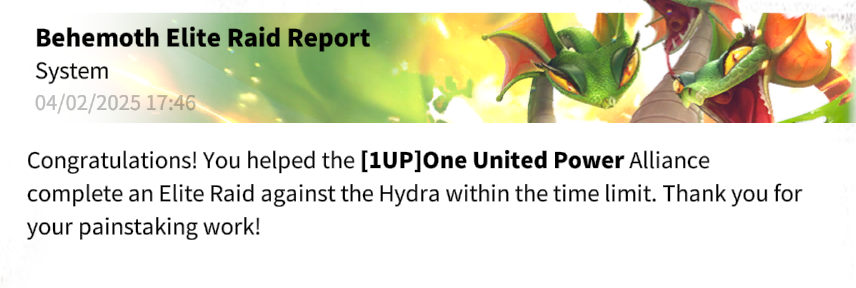 Behemoth Elite Raid Report
System
04/02/2025 17:46
Congratulations! You helped the [1UP]One United Power Alliance
complete an Elite Raid against the Hydra within the time limit. Thank you for
your painstaking work!